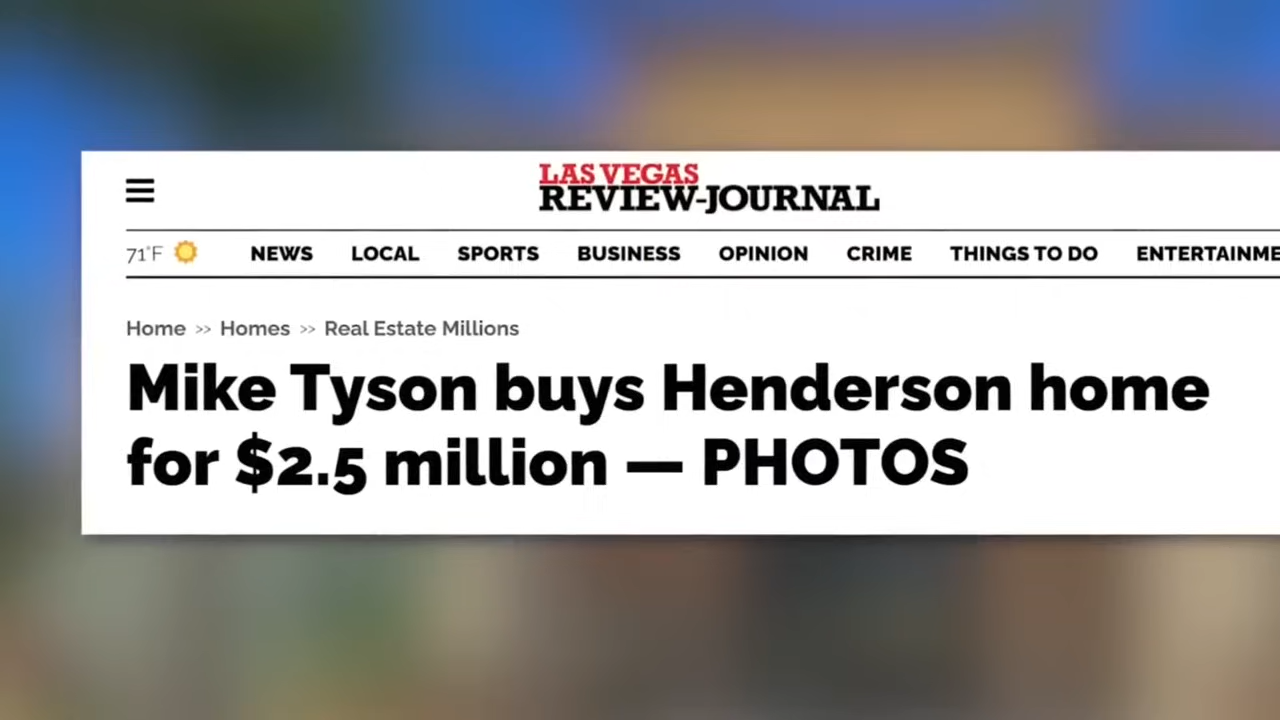 LAS VEGAS
REVIEW-JOURNAL
71°F NEWS LOCAL SPORTS BUSINESS OPINION CRIME THINGS TO DO ENTERTAINME
Home >> Homes >> Real Estate Millions
Mike Tyson buys Henderson home
for $2.5 million — PHOTOS